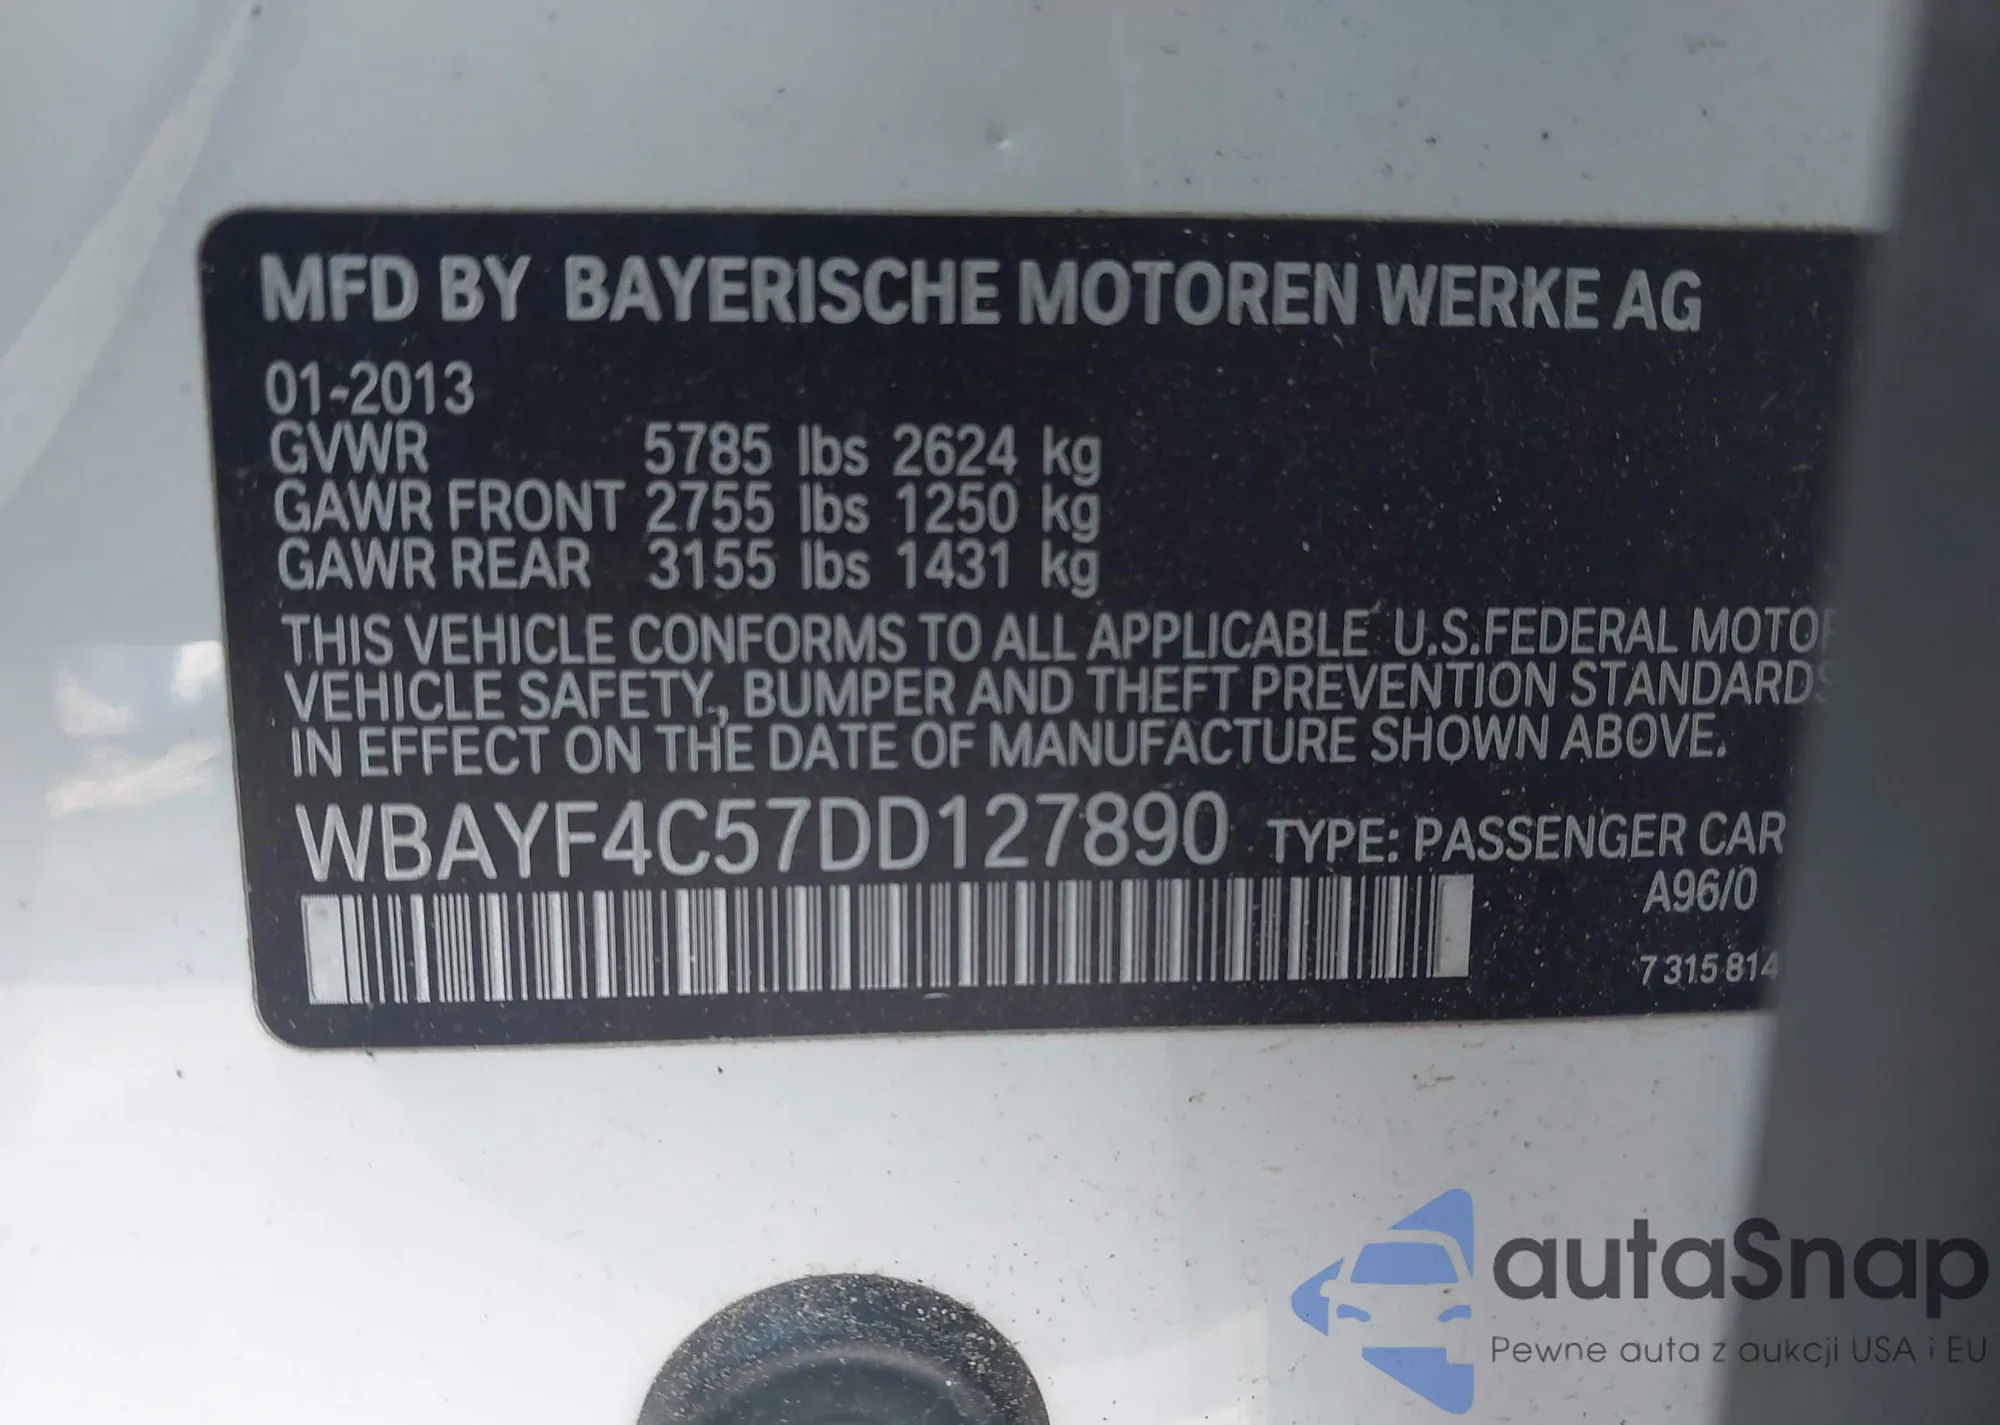 MFD BY BAYERISCHE MOTOREN WERKE AG
01-2013
GVWR 5785 lbs 2624 kg
GAWR FRONT 2755 lbs 1250 kg
GAWR REAR 3155 lbs 1431 kg
THIS VEHICLE CONFORMS TO ALL APPLICABLE U.S.FEDERAL MOTOR
VEHICLE SAFETY, BUMPER AND THEFT PREVENTION STANDARDS
IN EFFECT ON THE DATE OF MANUFACTURE SHOWN ABOVE.
WBAYF4C57DD127890 TYPE: PASSENGER CAR
A96/0
7 315 814
autaSnap
Pewne auta z aukcji USA i EU